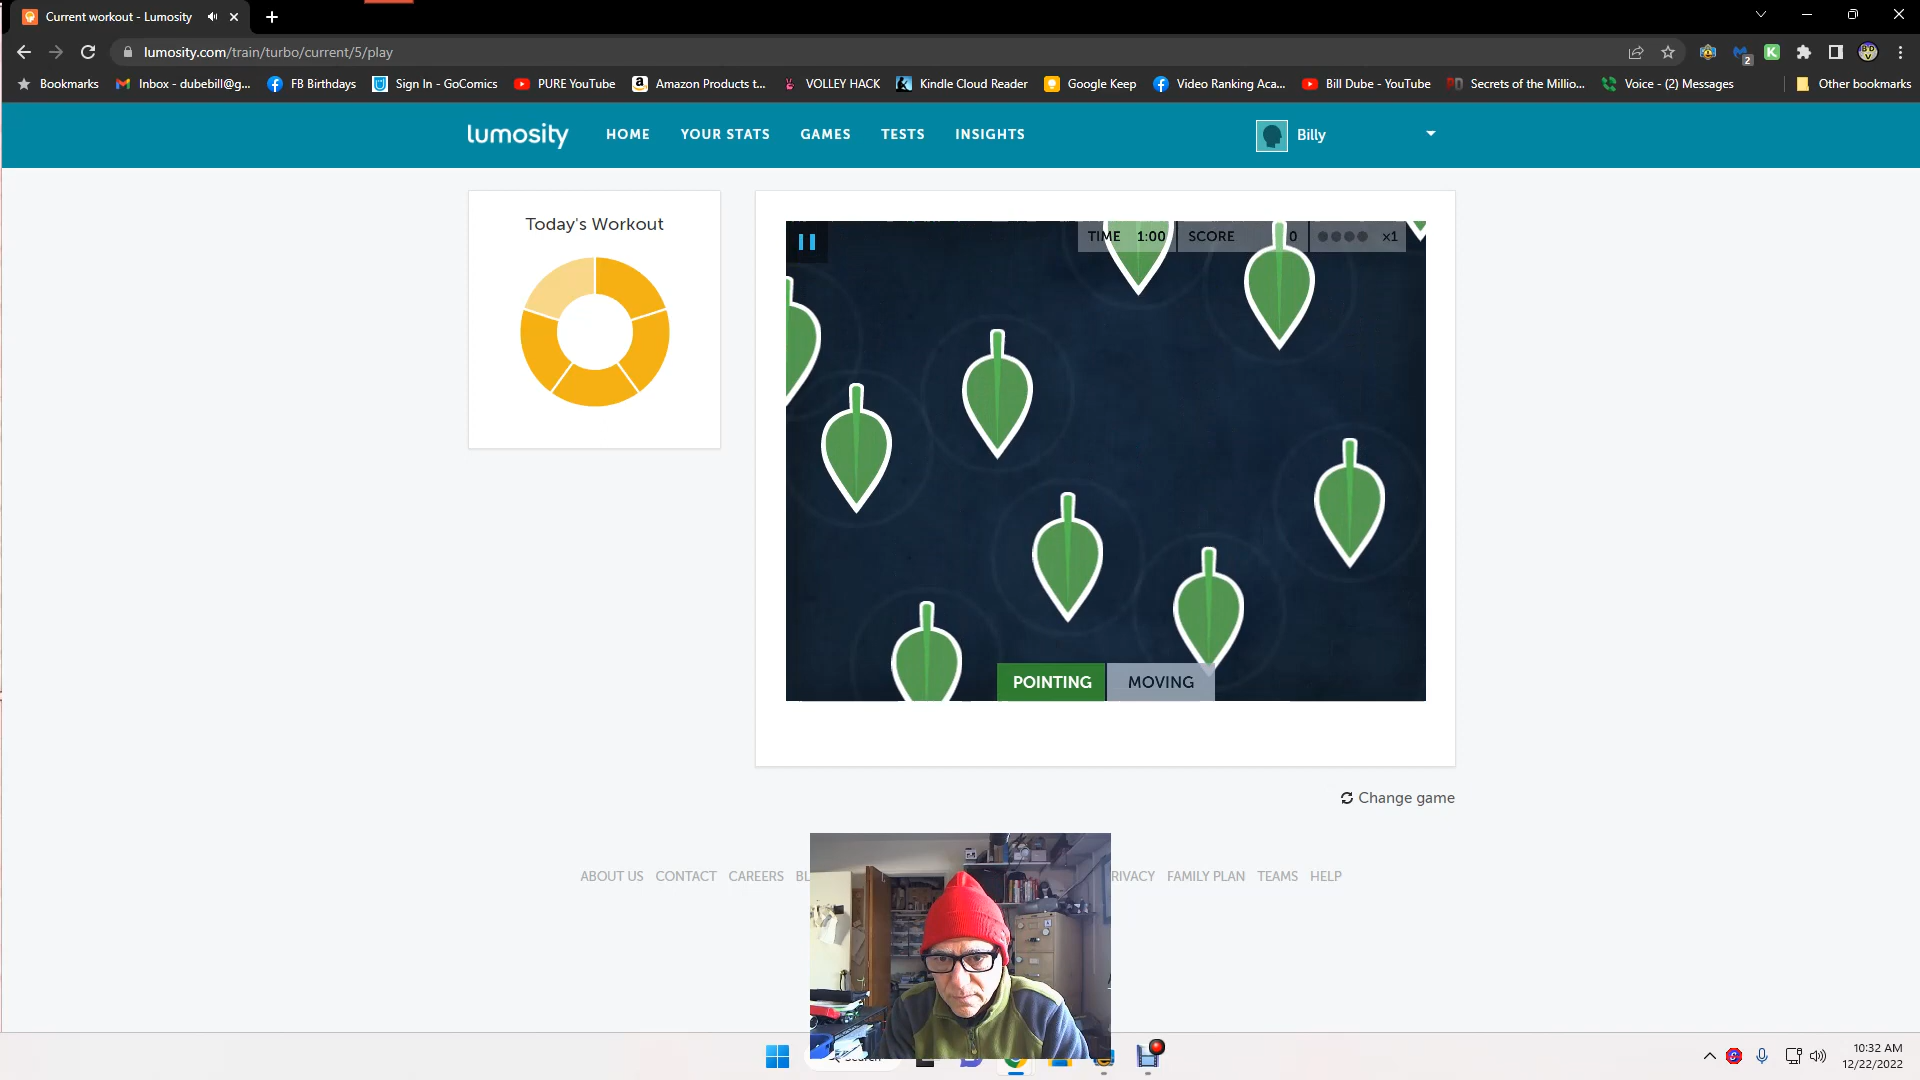 Current workout - Lumosity
lumosity.com/train/turbo/current/5/play
2
Bookmarks
Inbox - dubebill@g...
FB Birthdays
Sign In - GoComics
PURE YouTube
Amazon Products t...
VOLLEY HACK
Kindle Cloud Reader
Google Keep
Video Ranking Aca...
Bill Dube - YouTube
Secrets of the Millio...
Voice - (2) Messages
Other bookmarks
lumosity
HOME
YOUR STATS
GAMES
TESTS
INSIGHTS
Billy
Today's Workout
TIME 1:00
SCORE 0
x1
POINTING
MOVING
Change game
ABOUT US
CONTACT
CAREERS
FAMILY PLAN
TEAMS
HELP
10:32 AM
12/22/2022